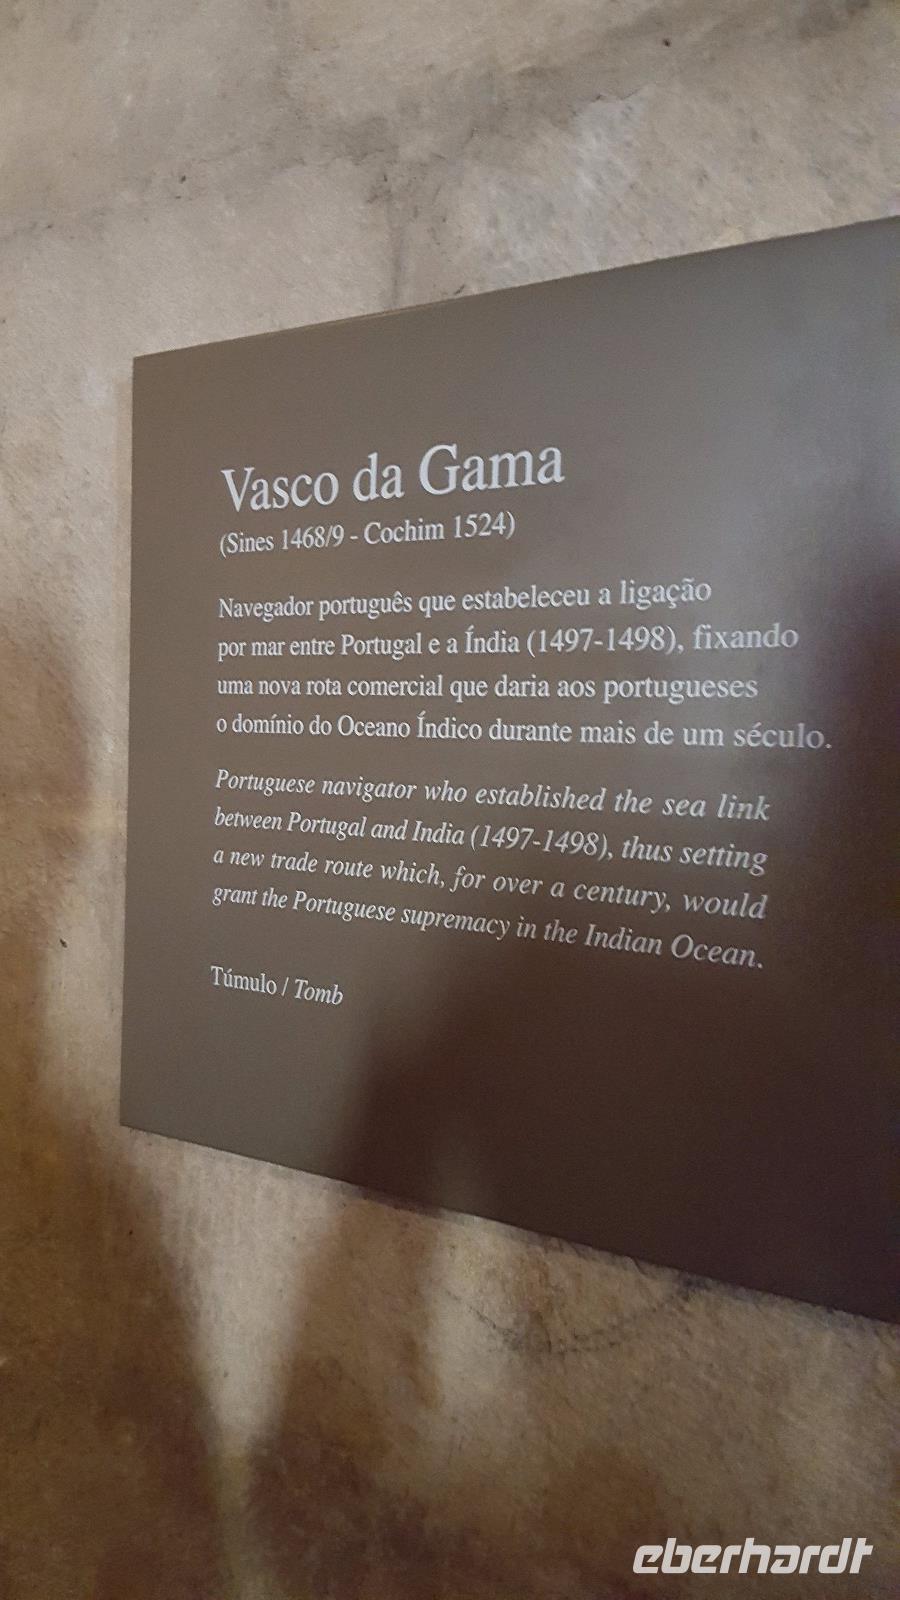 Vasco da Gama
(Sines 1468/9 - Cochim 1524)
Navegador português que estabeleceu a ligação
por mar entre Portugal e a Índia (1497-1498), fixando
uma nova rota comercial que daria aos portugueses
o domínio do Oceano Índico durante mais de um século.
Portuguese navigator who established the sea link
between Portugal and India (1497-1498), thus setting
a new trade route which, for over a century, would
grant the Portuguese supremacy in the Indian Ocean.
Túmulo / Tomb
eberhardt